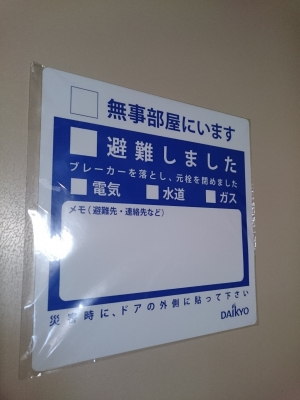 無事部屋にいます
避難しました
ブレーカーを落とし、元栓を閉めました
電気 水道 ガス
メモ(避難先・連絡先など)
災害時に、ドアの外側に貼って下さい
DAIKYO